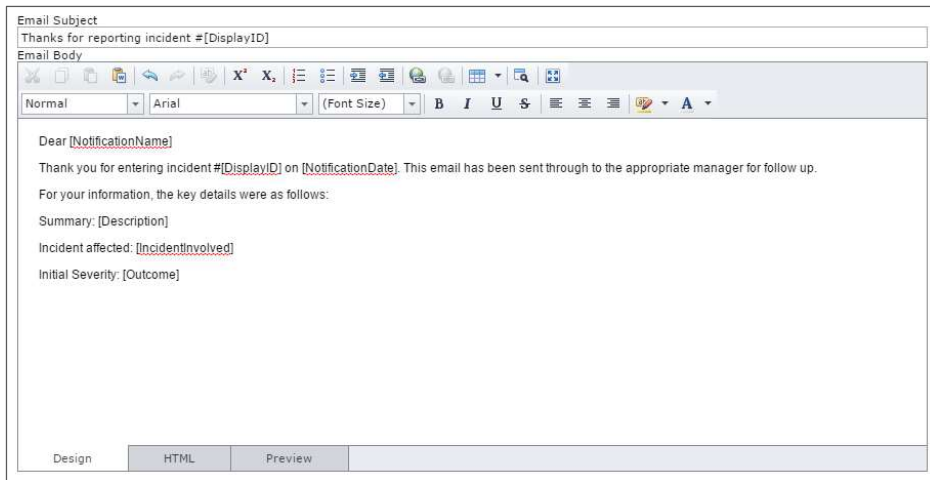 Email Subject
Thanks for reporting incident #[DisplayID]
Email Body
X² X₂
Normal Arial (Font Size) B I U S A
Dear [NotificationName]
Thank you for entering incident #[DisplayID] on [NotificationDate]. This email has been sent through to the appropriate manager for follow up.
For your information, the key details were as follows:
Summary: [Description]
Incident affected: [IncidentInvolved]
Initial Severity: [Outcome]
Design HTML Preview